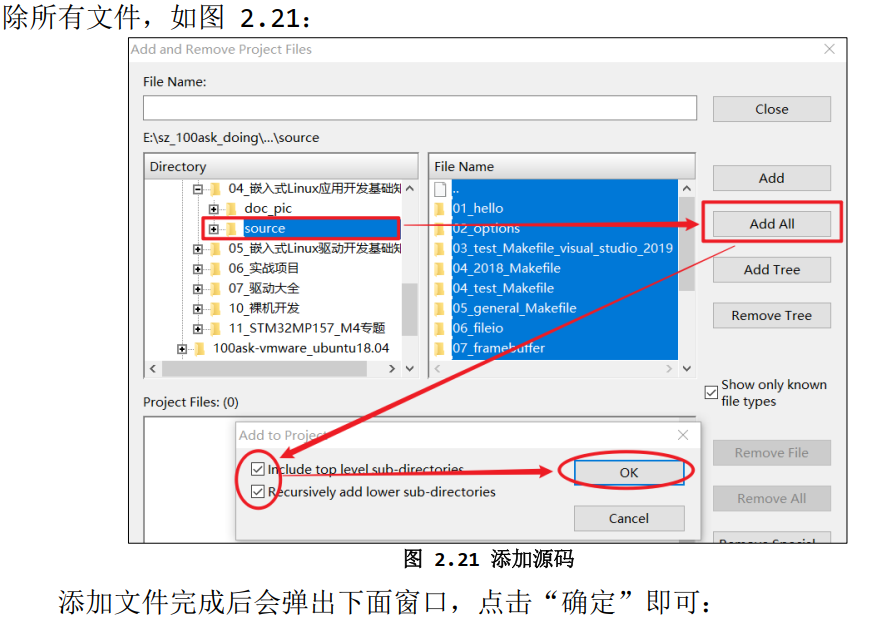 除所有文件，如图 2.21：
Add and Remove Project Files
File Name:
Close
E:\sz_100ask_doing\...\source
Directory
File Name
04_嵌入式Linux应用开发基础知
doc_pic
source
05_嵌入式Linux驱动开发基础知
06_实战项目
07_驱动大全
10_裸机开发
11_STM32MP157_M4专题
100ask-vmware_ubuntu18.04
..
01_hello
02_options
03_test_Makefile_visual_studio_2019
04_2018_Makefile
04_test_Makefile
05_general_Makefile
06_fileio
07_framebuffer
Add
Add All
Add Tree
Remove Tree
Show only known
file types
Project Files: (0)
Remove File
Remove All
Remove Special
Add to Project
Include top level sub-directories
Recursively add lower sub-directories
OK
Cancel
图 2.21 添加源码
添加文件完成后会弹出下面窗口，点击“确定”即可：